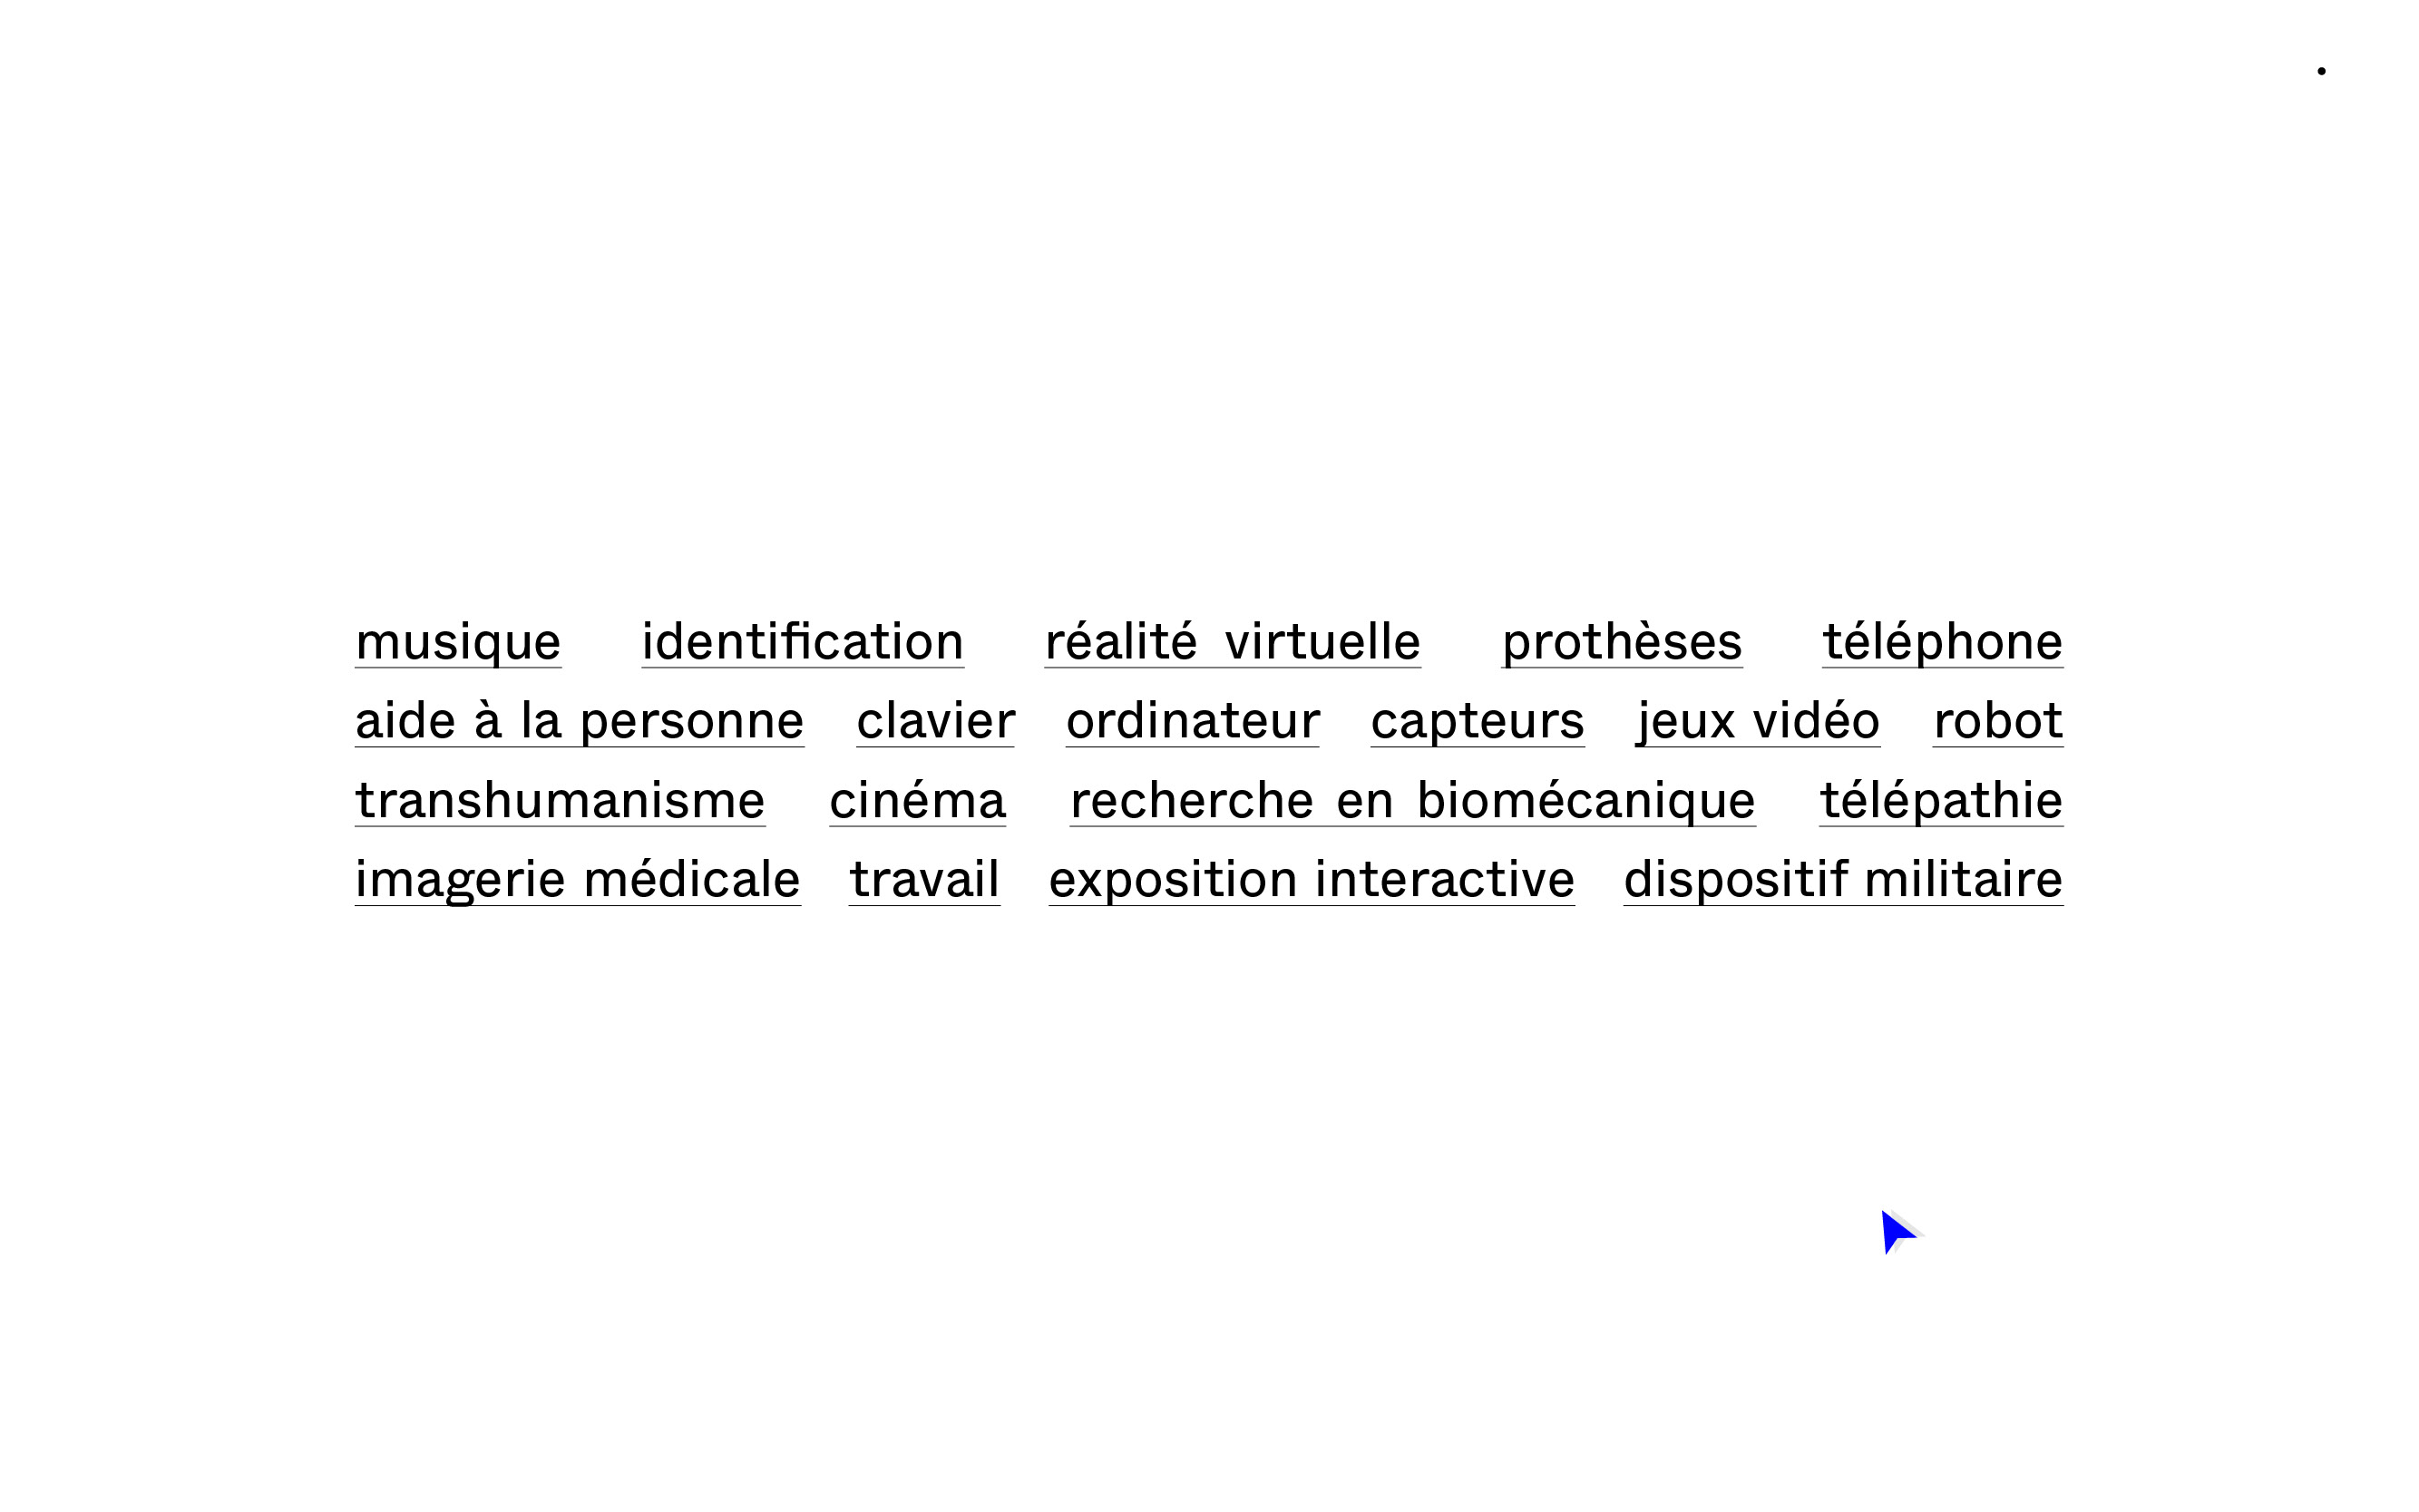 musique identification réalité virtuelle prothèses téléphone
aide à la personne clavier ordinateur capteurs jeux vidéo robot
transhumanisme cinéma recherche en biomécanique télépathie
imagerie médicale travail exposition interactive dispositif militaire